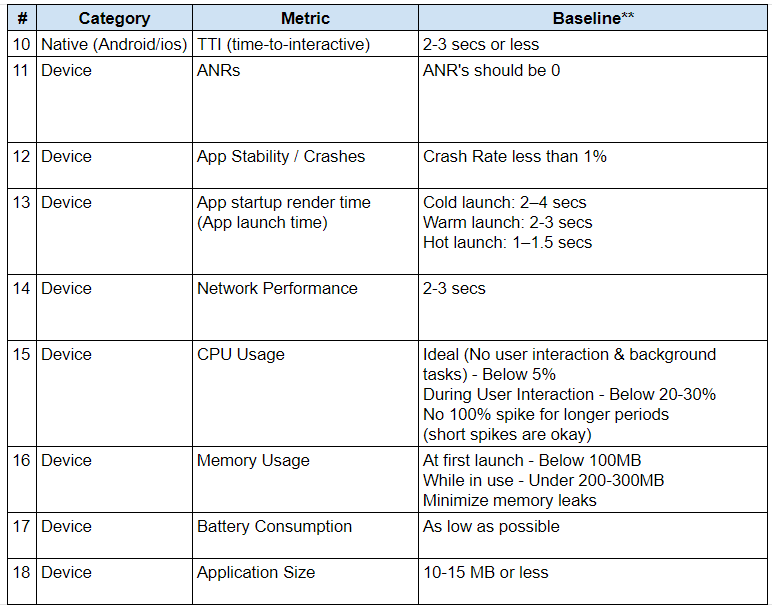 # Category Metric Baseline**
10 Native (Android/ios) TTI (time-to-interactive) 2-3 secs or less
11 Device ANRs ANR's should be 0
12 Device App Stability / Crashes Crash Rate less than 1%
13 Device App startup render time Cold launch: 2–4 secs
(App launch time) Warm launch: 2-3 secs
Hot launch: 1–1.5 secs
14 Device Network Performance 2-3 secs
15 Device CPU Usage Ideal (No user interaction & background
tasks) - Below 5%
During User Interaction - Below 20-30%
No 100% spike for longer periods
(short spikes are okay)
16 Device Memory Usage At first launch - Below 100MB
While in use - Under 200-300MB
Minimize memory leaks
17 Device Battery Consumption As low as possible
18 Device Application Size 10-15 MB or less